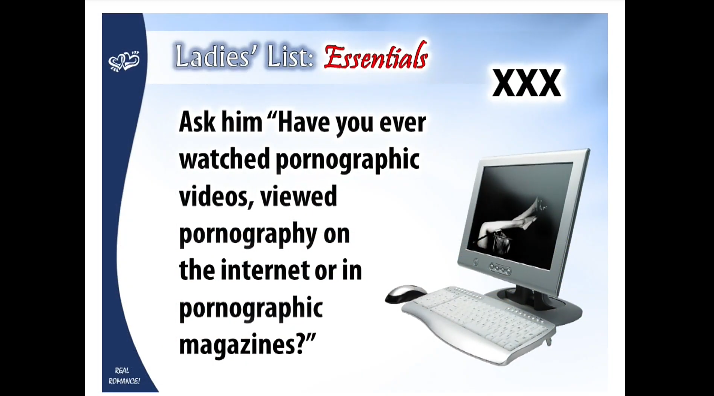 Ladies' List: Essentials
XXX
Ask him "Have you ever
watched pornographic
videos, viewed
pornography on
the internet or in
pornographic
magazines?"
REAL
ROMANCE!